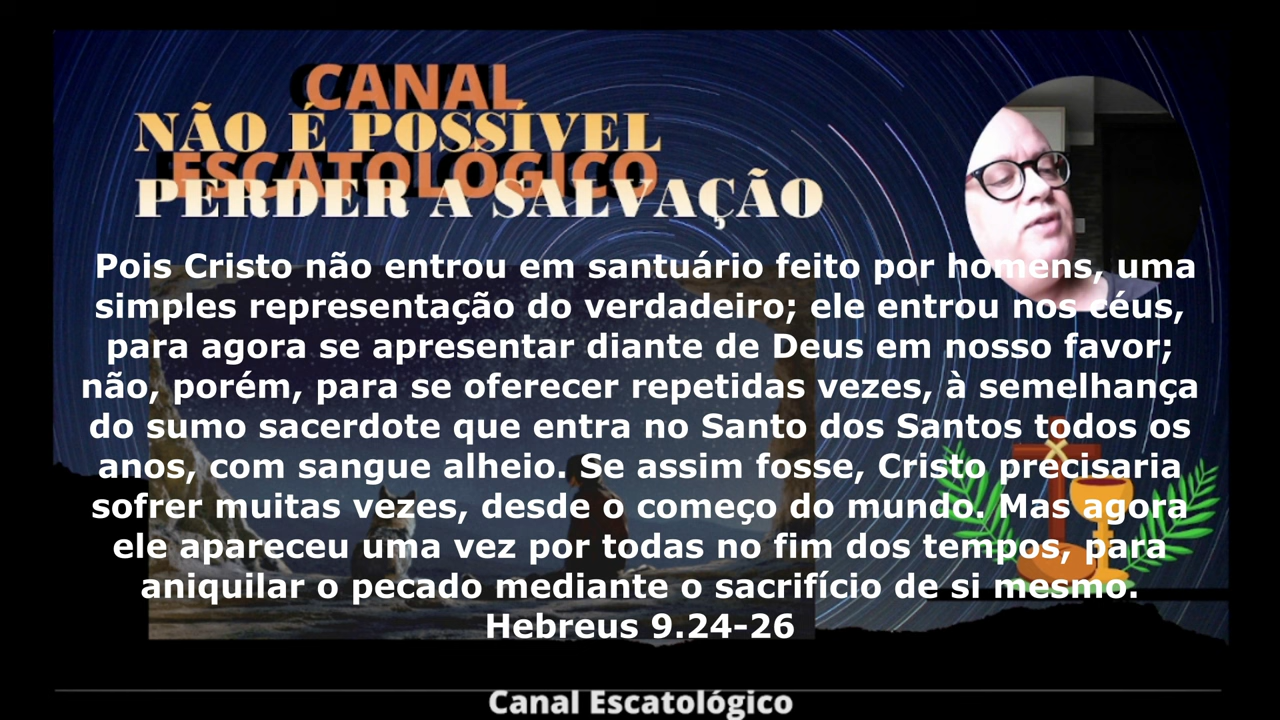 CANAL
NÃO É POSSÍVEL
ESCATOLÓGICO
PERDER A SALVAÇÃO
Pois Cristo não entrou em santuário feito por homens, uma
simples representação do verdadeiro; ele entrou nos céus,
para agora se apresentar diante de Deus em nosso favor;
não, porém, para se oferecer repetidas vezes, à semelhança
do sumo sacerdote que entra no Santo dos Santos todos os
anos, com sangue alheio. Se assim fosse, Cristo precisaria
sofrer muitas vezes, desde o começo do mundo. Mas agora
ele apareceu uma vez por todas no fim dos tempos, para
aniquilar o pecado mediante o sacrifício de si mesmo.
Hebreus 9.24-26
Canal Escatológico